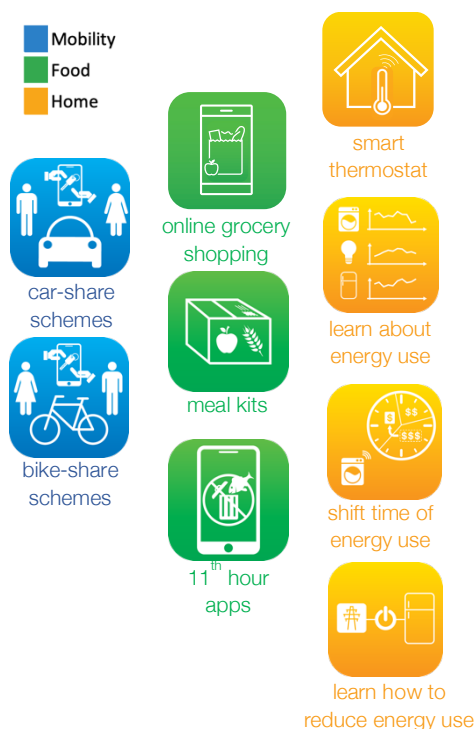 Mobility
Food
Home
car-share
schemes
bike-share
schemes
online grocery
shopping
meal kits
11th hour
apps
smart
thermostat
learn about
energy use
$
$$
$$$
shift time of
energy use
learn how to
reduce energy use